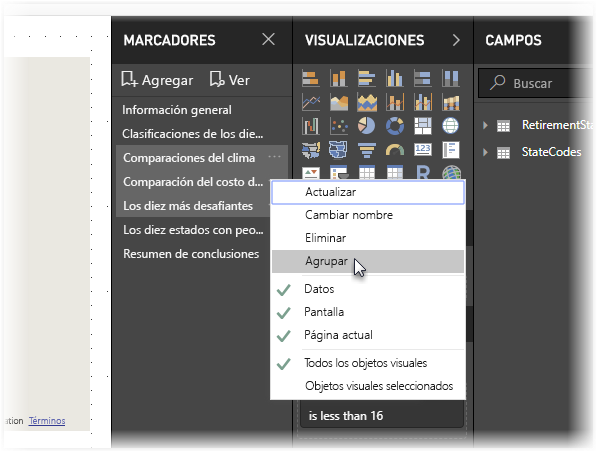 MARCADORES
VISUALIZACIONES
CAMPOS
Agregar
Ver
Buscar
Información general
Clasificaciones de los die...
Comparaciones del clima
Comparación del costo d...
Los diez más desafiantes
Los diez estados con peo...
Resumen de conclusiones
RetirementSta
StateCodes
123
R
Actualizar
Cambiar nombre
Eliminar
Agrupar
Datos
Pantalla
Página actual
Todos los objetos visuales
Objetos visuales seleccionados
is less than 16
ution Términos